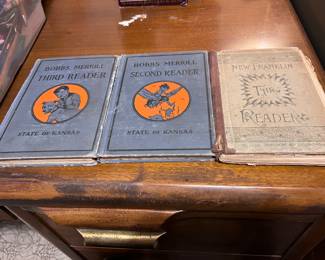 BOBBS MERRILL
THIRD READER
STATE OF KANSAS
BOBBS MERRILL
SECOND READER
STATE OF KANSAS
NEW FRANKLIN
READER